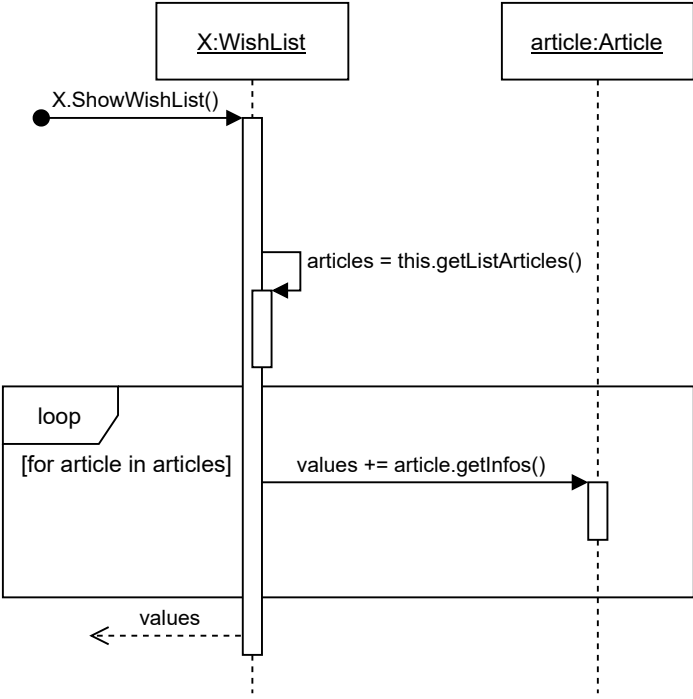 X:WishList
article:Article
X.ShowWishList()
articles = this.getListArticles()
loop
[for article in articles]
values += article.getInfos()
values